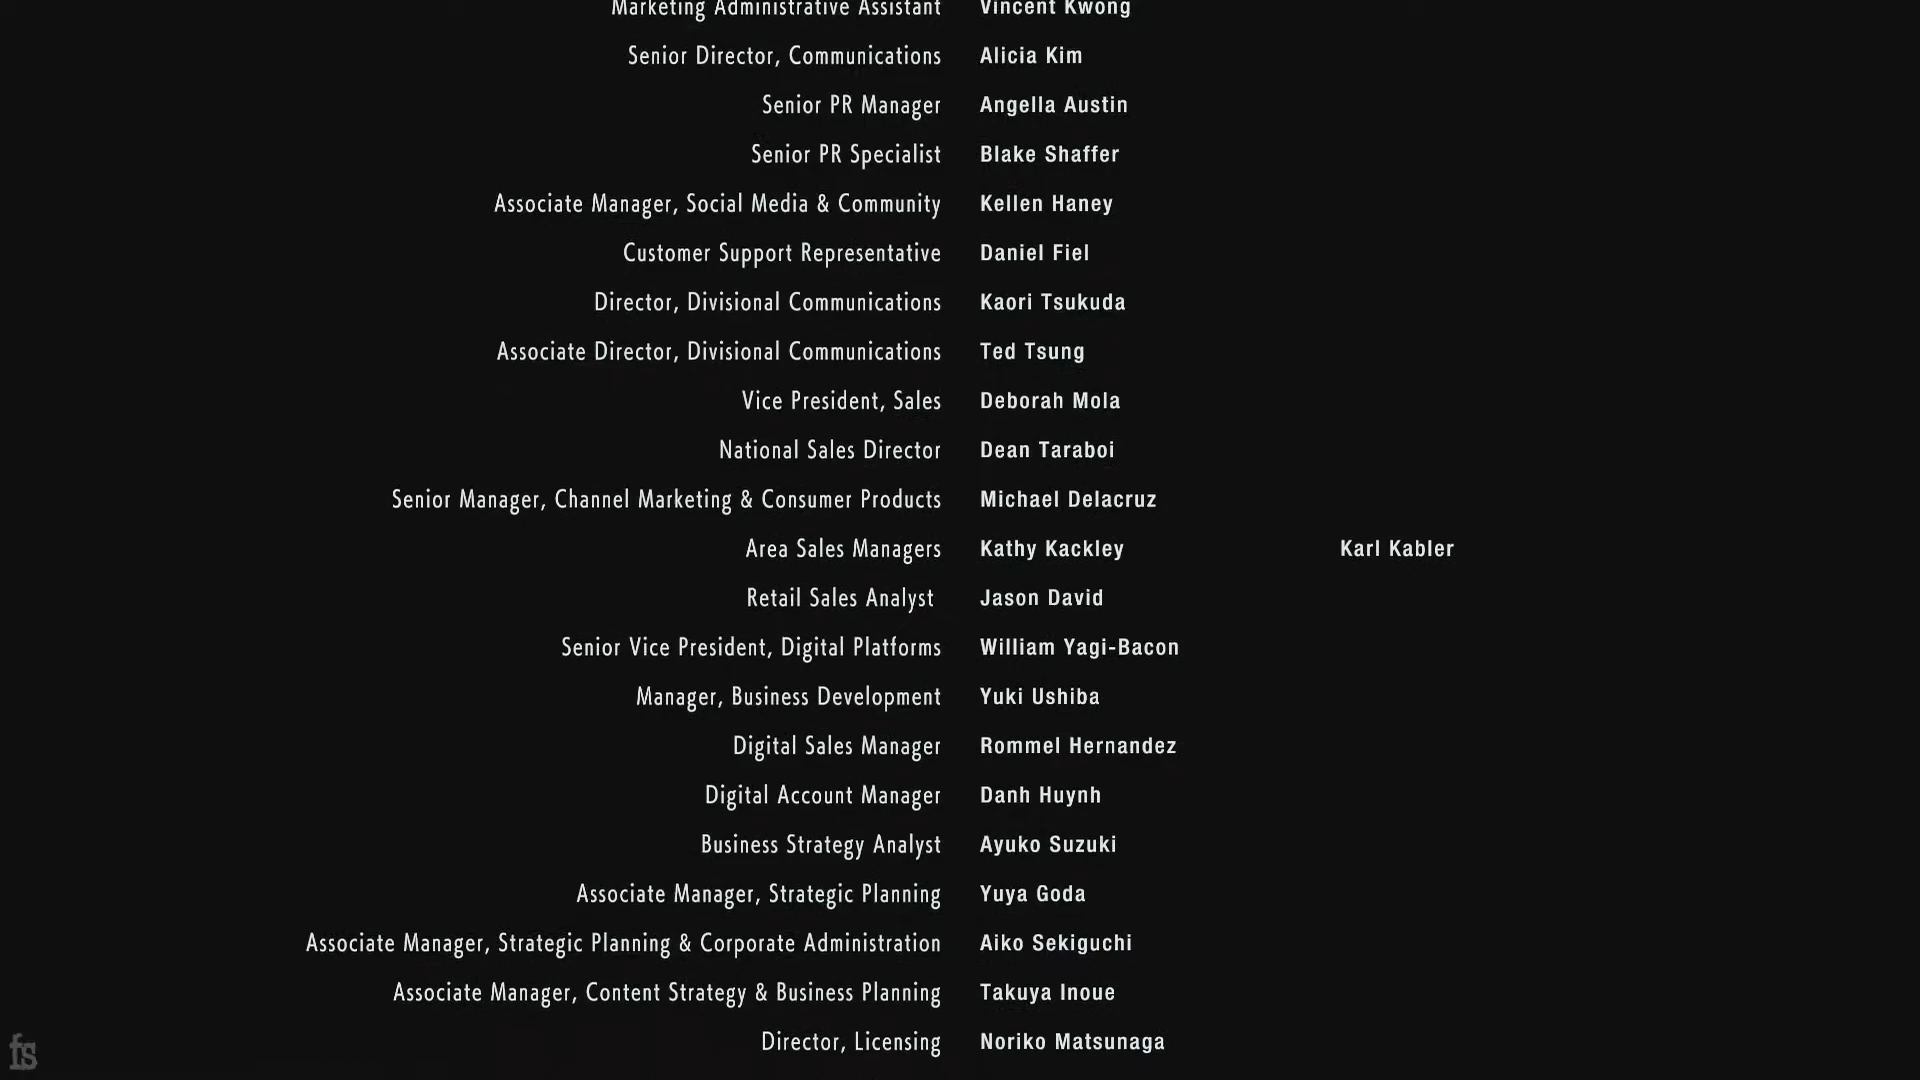 Marketing Administrative Assistant Vincent Kwong
Senior Director, Communications Alicia Kim
Senior PR Manager Angella Austin
Senior PR Specialist Blake Shaffer
Associate Manager, Social Media & Community Kellen Haney
Customer Support Representative Daniel Fiel
Director, Divisional Communications Kaori Tsukuda
Associate Director, Divisional Communications Ted Tsung
Vice President, Sales Deborah Mola
National Sales Director Dean Taraboi
Senior Manager, Channel Marketing & Consumer Products Michael Delacruz
Area Sales Managers Kathy Kackley Karl Kabler
Retail Sales Analyst Jason David
Senior Vice President, Digital Platforms William Yagi-Bacon
Manager, Business Development Yuki Ushiba
Digital Sales Manager Rommel Hernandez
Digital Account Manager Danh Huynh
Business Strategy Analyst Ayuko Suzuki
Associate Manager, Strategic Planning Yuya Goda
Associate Manager, Strategic Planning & Corporate Administration Aiko Sekiguchi
Associate Manager, Content Strategy & Business Planning Takuya Inoue
Director, Licensing Noriko Matsunaga
fs